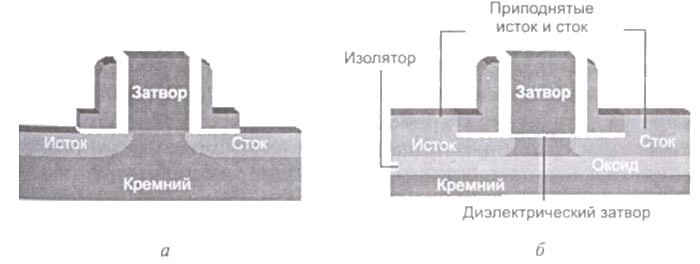 Затвор
Исток
Сток
Кремний
а
Приподнятые
исток и сток
Изолятор
Затвор
Исток
Сток
Оксид
Кремний
Диэлектрический затвор
б